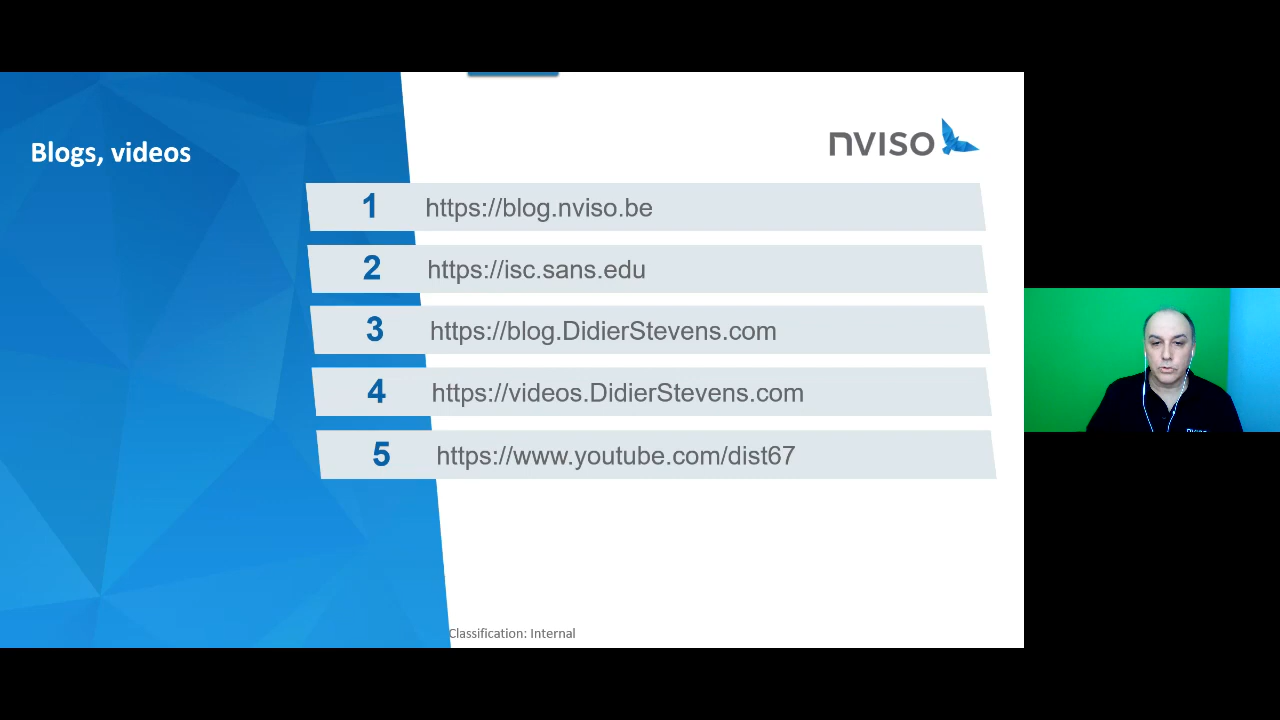 Blogs, videos
nviso
1 https://blog.nviso.be
2 https://isc.sans.edu
3 https://blog.DidierStevens.com
4 https://videos.DidierStevens.com
5 https://www.youtube.com/dist67
Classification: Internal
nviso